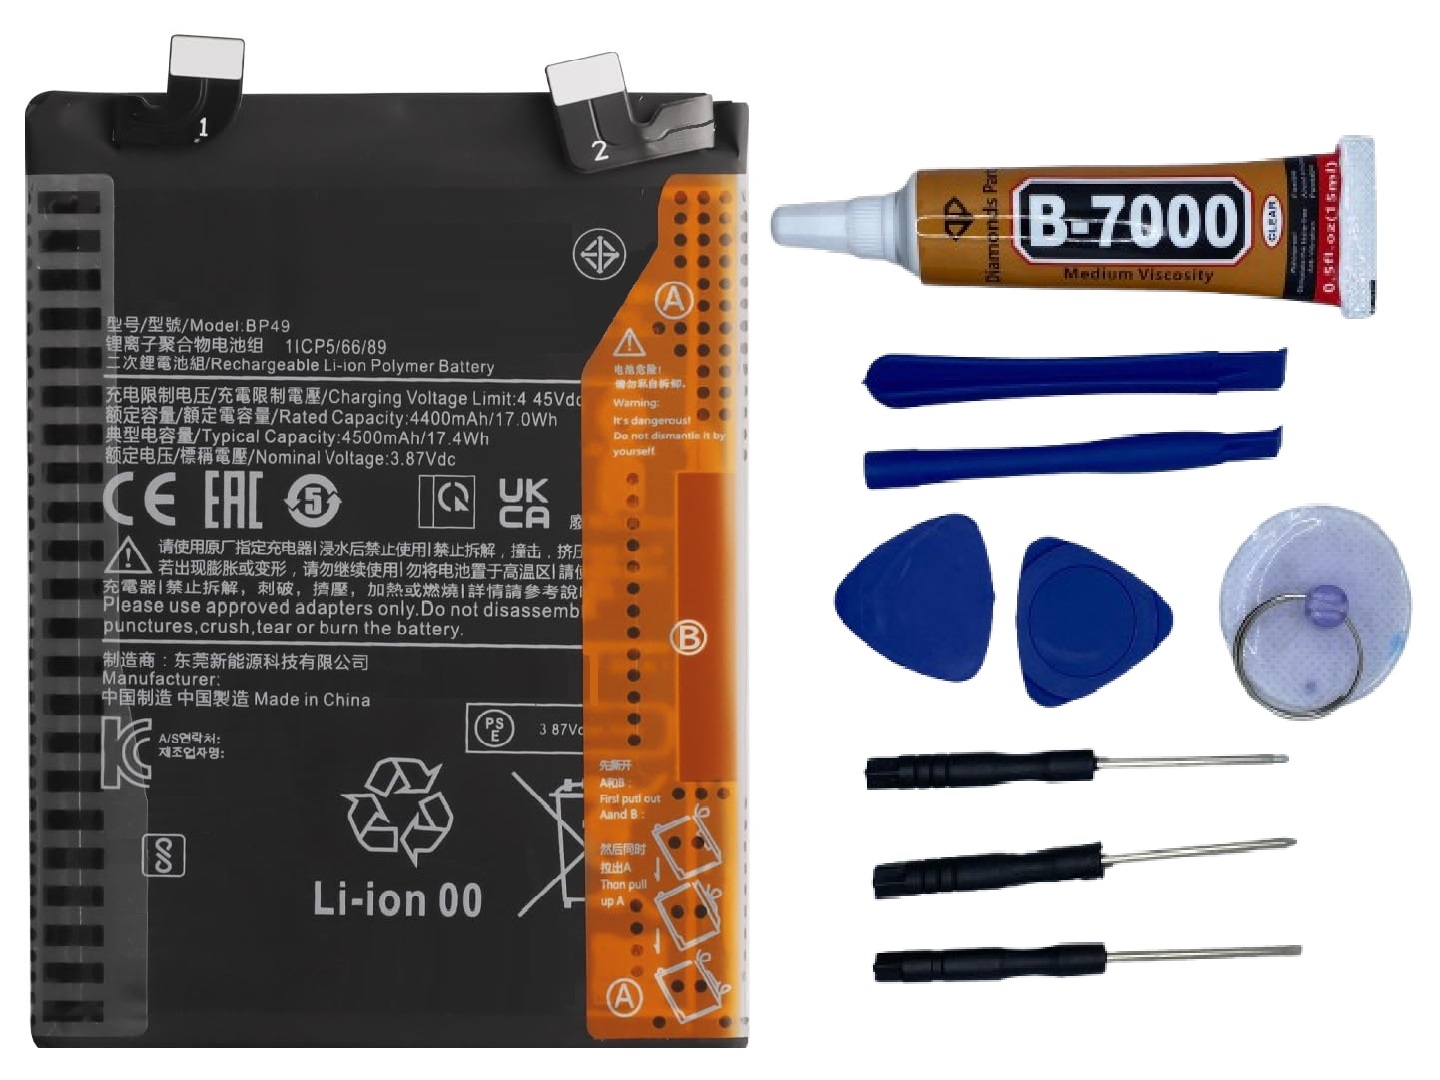 1
2
型号/型號/Model:BP49
锂离子聚合物电池组 1ICP5/66/89
二次鋰電池組/Rechargeable Li-ion Polymer Battery
充电限制电压/充電限制電壓/Charging Voltage Limit:4 45Vdc
额定容量/額定電容量/Rated Capacity:4400mAh/17.0Wh
典型电容量/Typical Capacity:4500mAh/17.4Wh
额定电压/標稱電壓/Nominal Voltage:3.87Vdc
CE EAC 5 UK
CA
请使用原厂指定充电器|浸水后禁止使用|禁止拆解，撞击，挤压
若出现膨胀或变形，请勿继续使用|勿将电池置于高温区|請使
充電器|禁止拆解，刺破，擠壓，加熱或燃燒|詳情請參考說
Please use approved adapters only.Do not disassembl
punctures,crush,tear or burn the battery.
制造商：东莞新能源科技有限公司
Manufacturer:
中国制造 中國製造 Made in China
KC
A/S연락처:
제조업자명:
PS
E
3 87Vd
Li-ion 00
A
电池危险!
请勿私自拆卸.
Warning:
It's dangerous!
Do not dismantle it by
yourself.
B
先撕开
A和B：
First putl out
Aand B :
然后同时
拉出A
Thon pull
up A
A
Diamonds Par
B-7000
CLEAR
Medium Viscosity
0.5fl.oz(15ml)